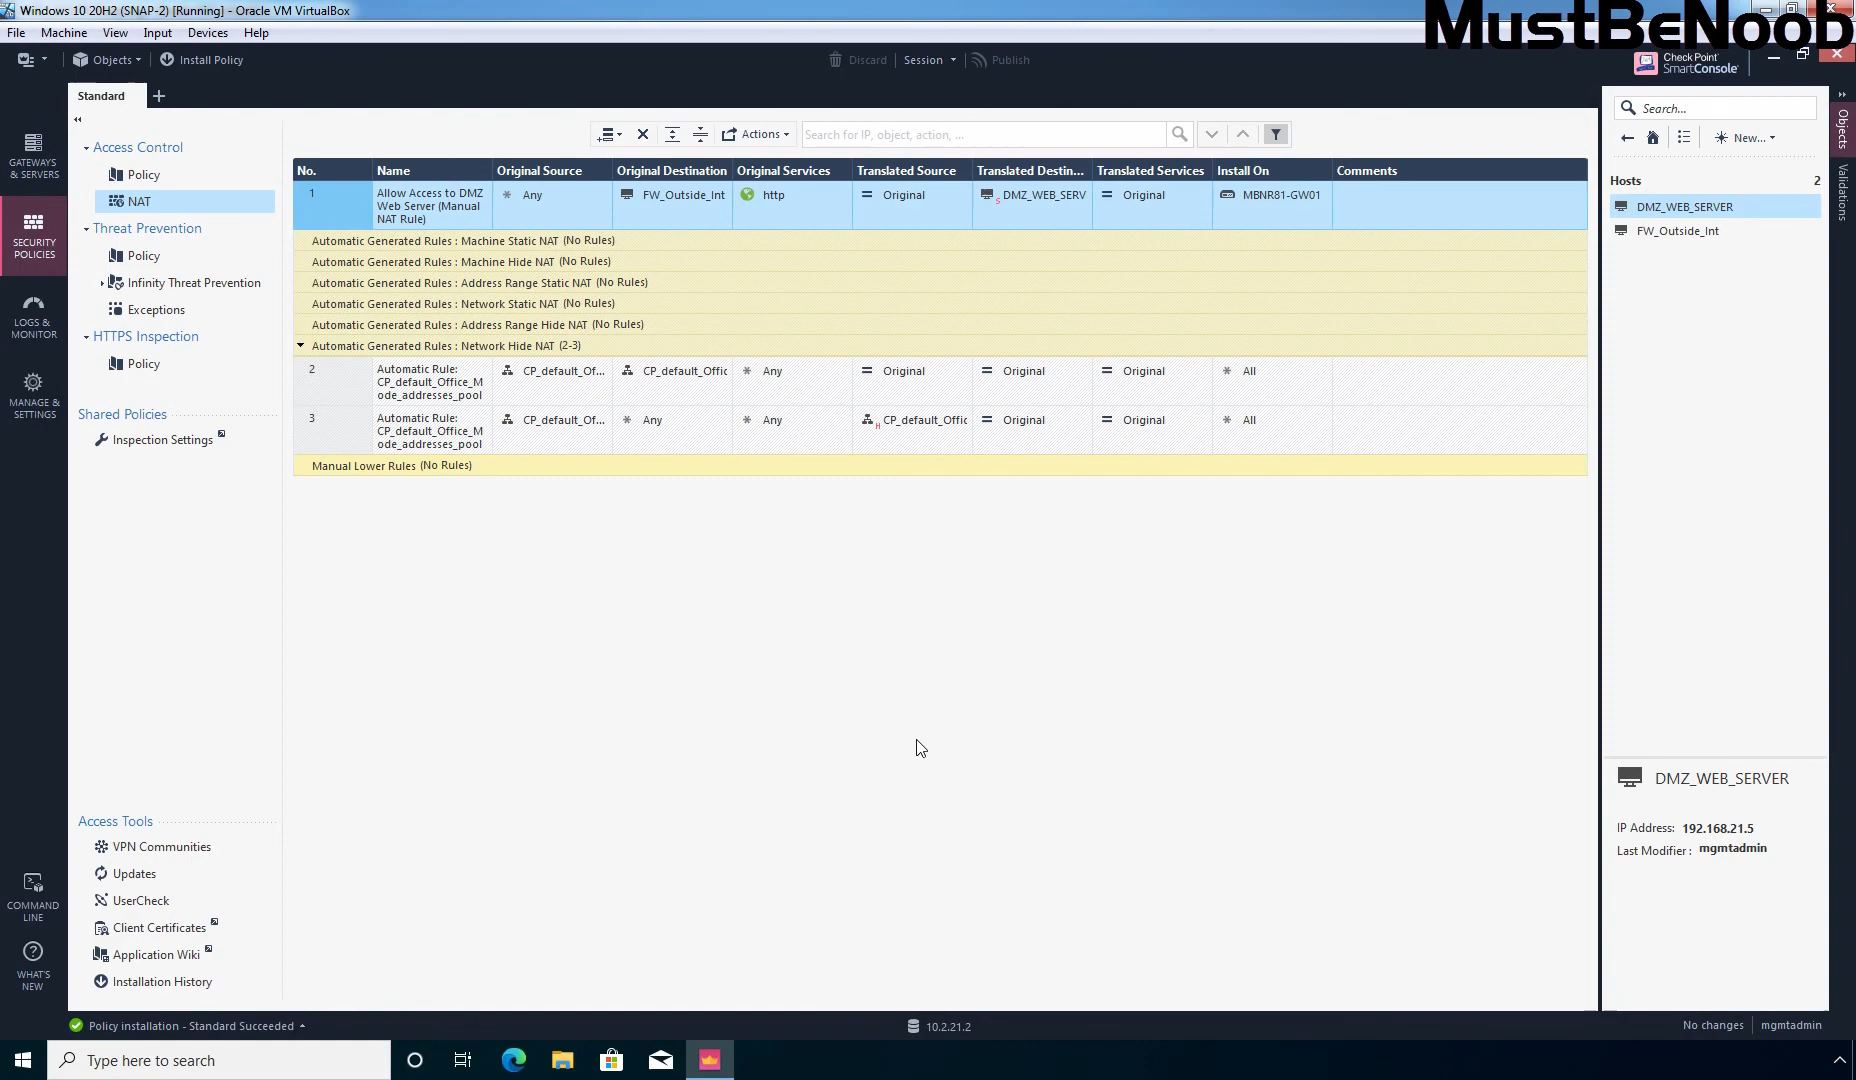 Windows 10 20H2 (SNAP-2) [Running] - Oracle VM VirtualBox
MustBeNoob
File Machine View Input Devices Help
Objects Install Policy Discard Session Publish Check Point SmartConsole
Standard
Search...
New...
Objects
Validations
GATEWAYS & SERVERS
SECURITY POLICIES
LOGS & MONITOR
MANAGE & SETTINGS
COMMAND LINE
WHAT'S NEW
Access Control
Policy
NAT
Threat Prevention
Policy
Infinity Threat Prevention
Exceptions
HTTPS Inspection
Policy
Shared Policies
Inspection Settings
Access Tools
VPN Communities
Updates
UserCheck
Client Certificates
Application Wiki
Installation History
Actions Search for IP, object, action, ...
No. Name Original Source Original Destination Original Services Translated Source Translated Destin... Translated Services Install On Comments
1 Allow Access to DMZ Web Server (Manual NAT Rule) Any FW_Outside_Int http Original S DMZ_WEB_SERV Original MBNR81-GW01
Automatic Generated Rules : Machine Static NAT (No Rules)
Automatic Generated Rules : Machine Hide NAT (No Rules)
Automatic Generated Rules : Address Range Static NAT (No Rules)
Automatic Generated Rules : Network Static NAT (No Rules)
Automatic Generated Rules : Address Range Hide NAT (No Rules)
Automatic Generated Rules : Network Hide NAT (2-3)
2 Automatic Rule: CP_default_Office_Mode_addresses_pool CP_default_Of... CP_default_Offic Any Original Original Original All
3 Automatic Rule: CP_default_Office_Mode_addresses_pool CP_default_Of... Any Any H CP_default_Offic Original Original All
Manual Lower Rules (No Rules)
Hosts 2
DMZ_WEB_SERVER
FW_Outside_Int
DMZ_WEB_SERVER
IP Address: 192.168.21.5
Last Modifier : mgmtadmin
Policy installation - Standard Succeeded 10.2.21.2 No changes mgmtadmin
Type here to search